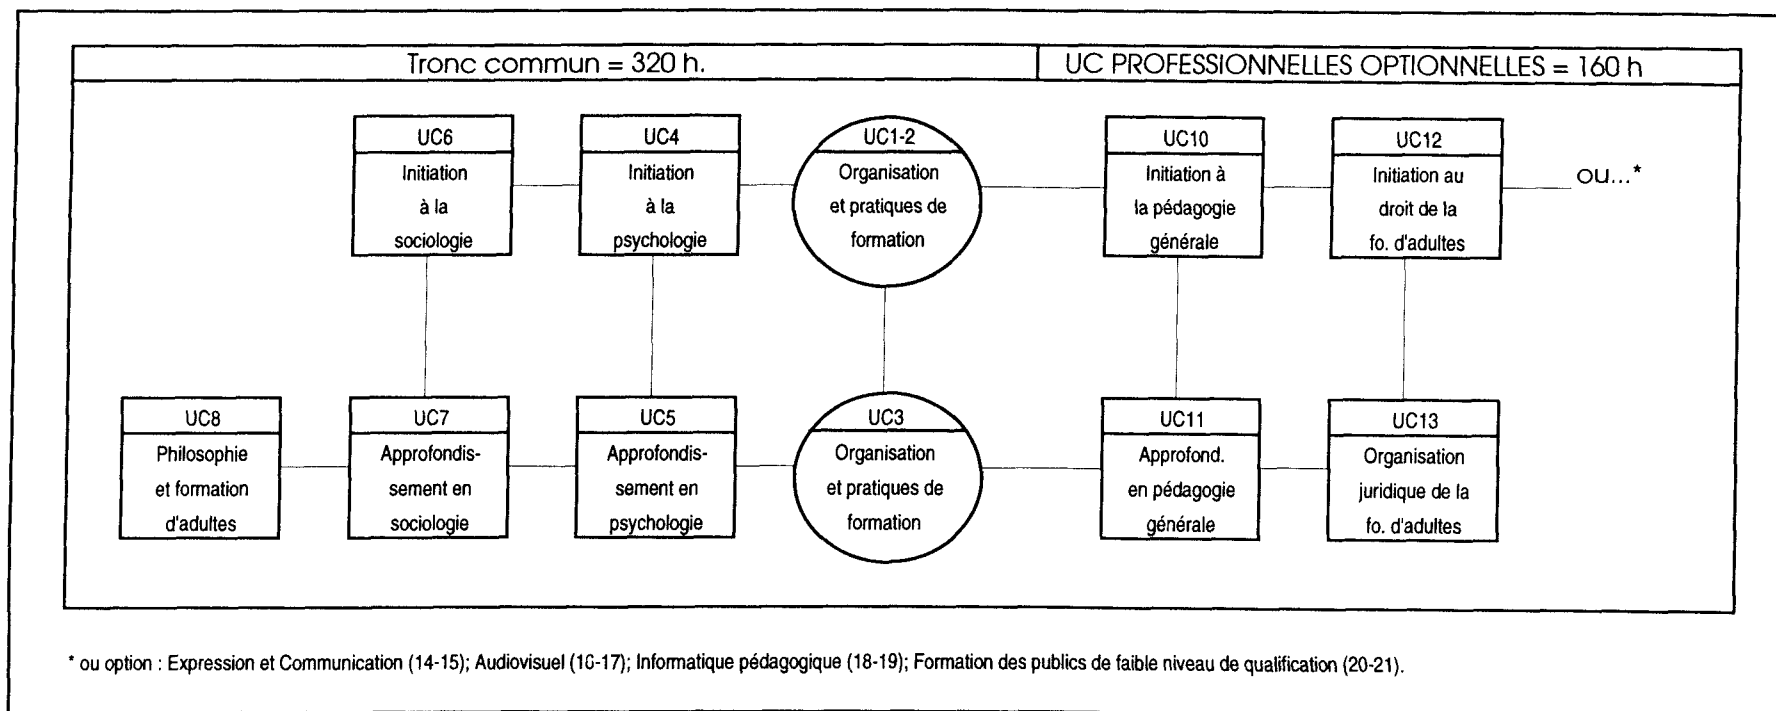 Tronc commun = 320 h.
UC PROFESSIONNELLES OPTIONNELLES = 160 h
UC6
Initiation
à la
sociologie
UC4
Initiation
à la
psychologie
UC1-2
Organisation
et pratiques de
formation
UC10
Initiation à
la pédagogie
générale
UC12
Initiation au
droit de la
fo. d'adultes
ou...*
UC8
Philosophie
et formation
d'adultes
UC7
Approfondis-
sement en
sociologie
UC5
Approfondis-
sement en
psychologie
UC3
Organisation
et pratiques de
formation
UC11
Approfond.
en pédagogie
générale
UC13
Organisation
juridique de la
fo. d'adultes
* ou option : Expression et Communication (14-15); Audiovisuel (16-17); Informatique pédagogique (18-19); Formation des publics de faible niveau de qualification (20-21).